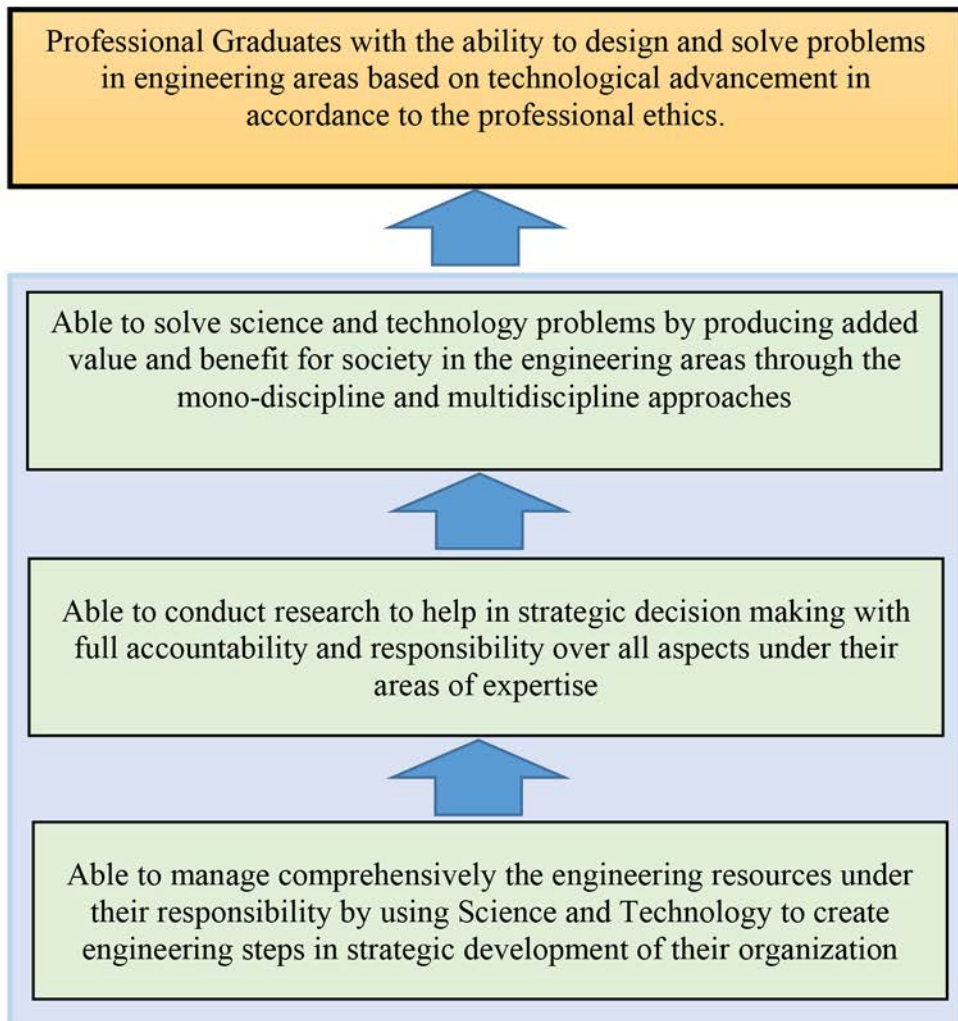 Professional Graduates with the ability to design and solve problems
in engineering areas based on technological advancement in
accordance to the professional ethics.
Able to solve science and technology problems by producing added
value and benefit for society in the engineering areas through the
mono-discipline and multidiscipline approaches
Able to conduct research to help in strategic decision making with
full accountability and responsibility over all aspects under their
areas of expertise
Able to manage comprehensively the engineering resources under
their responsibility by using Science and Technology to create
engineering steps in strategic development of their organization